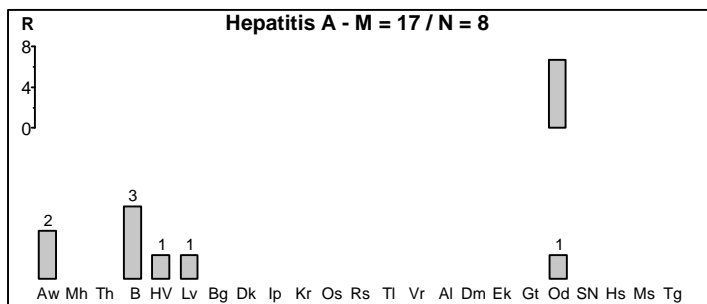 R
Hepatitis A - M = 17 / N = 8
8
4
0
2
3
1
1
1
Aw Mh Th B HV Lv Bg Dk Ip Kr Os Rs Tl Vr Al Dm Ek Gt Od SN Hs Ms Tg